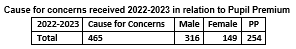 Cause for concerns received 2022-2023 in relation to Pupil Premium
2022-2023 Cause for Concerns Male Female PP
Total 465 316 149 254